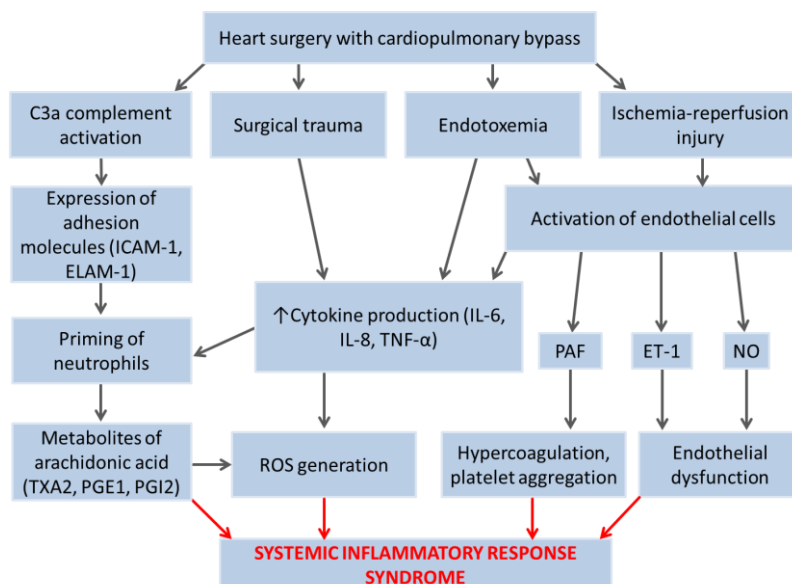 Heart surgery with cardiopulmonary bypass
C3a complement
activation
Surgical trauma
Endotoxemia
Ischemia-reperfusion
injury
Expression of
adhesion
molecules (ICAM-1,
ELAM-1)
Activation of endothelial cells
↑Cytokine production (IL-6,
IL-8, TNF-α)
Priming of
neutrophils
PAF
ET-1
NO
Metabolites of
arachidonic acid
(TXA2, PGE1, PGI2)
ROS generation
Hypercoagulation,
platelet aggregation
Endothelial
dysfunction
SYSTEMIC INFLAMMATORY RESPONSE
SYNDROME